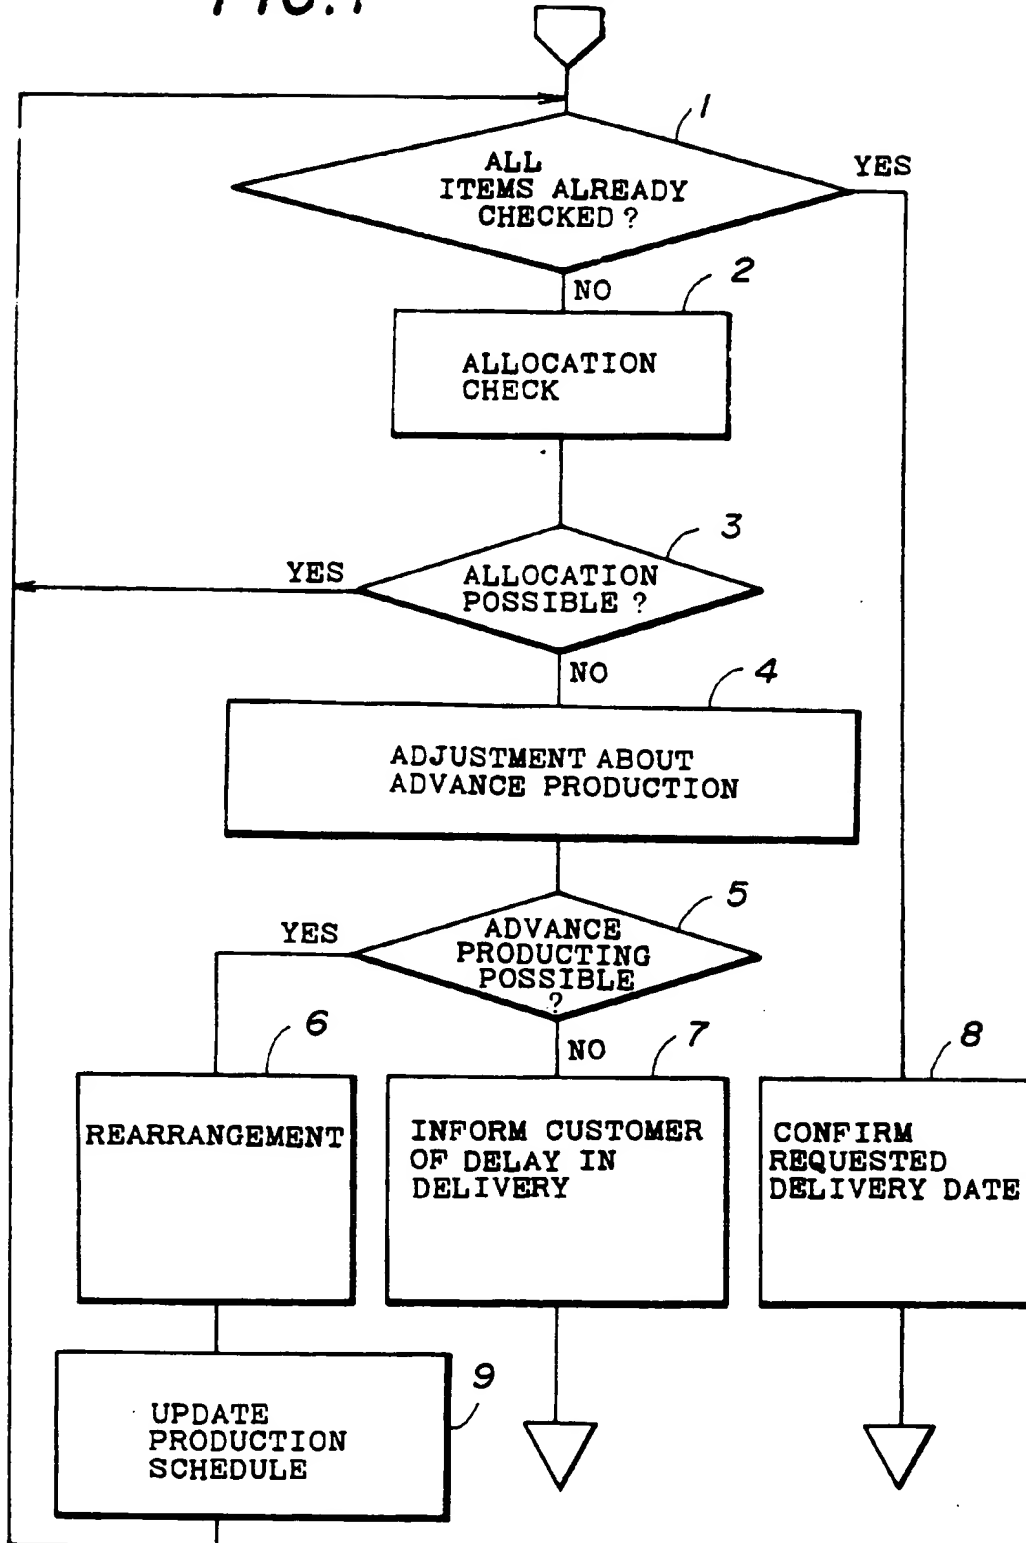 FIG.1
1
ALL
ITEMS ALREADY
CHECKED ?
YES
NO
2
ALLOCATION
CHECK
3
YES
ALLOCATION
POSSIBLE ?
NO
4
ADJUSTMENT ABOUT
ADVANCE PRODUCTION
5
YES
ADVANCE
PRODUCTING
POSSIBLE
?
NO
6
7
8
REARRANGEMENT
INFORM CUSTOMER
OF DELAY IN
DELIVERY
CONFIRM
REQUESTED
DELIVERY DATE
9
UPDATE
PRODUCTION
SCHEDULE